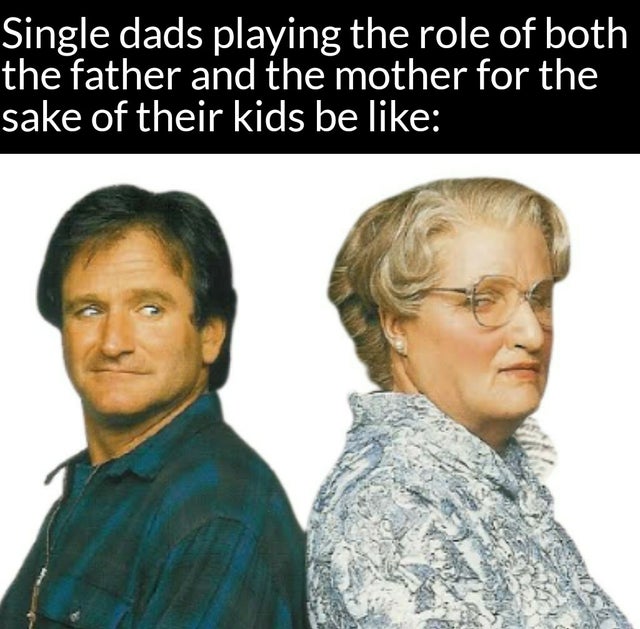 Single dads playing the role of both
the father and the mother for the
sake of their kids be like: